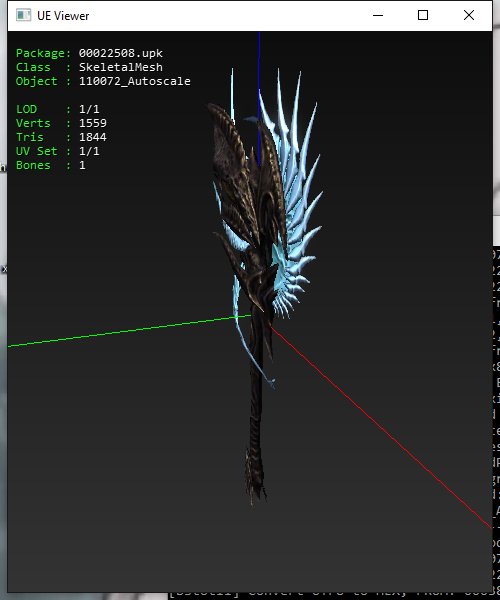 UE Viewer
Package: 00022508.upk
Class : SkeletalMesh
Object : 110072_Autoscale
LOD : 1/1
Verts : 1559
Tris : 1844
UV Set : 1/1
Bones : 1